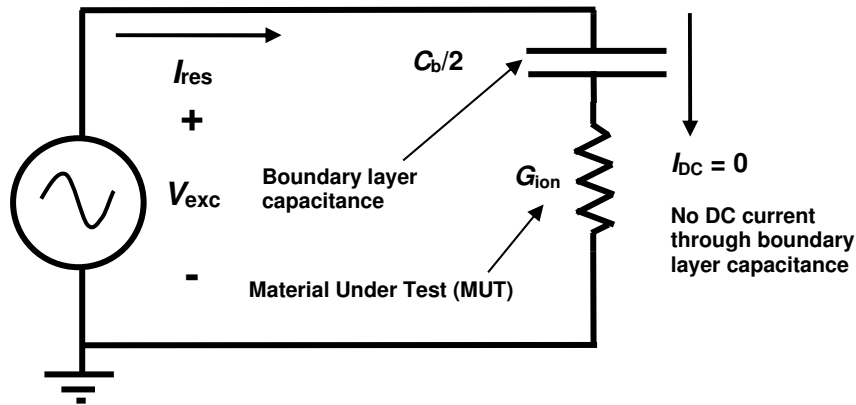 Cb/2
Ires
+
Vexc
-
Boundary layer
capacitance
Gion
IDC = 0
No DC current
through boundary
layer capacitance
Material Under Test (MUT)